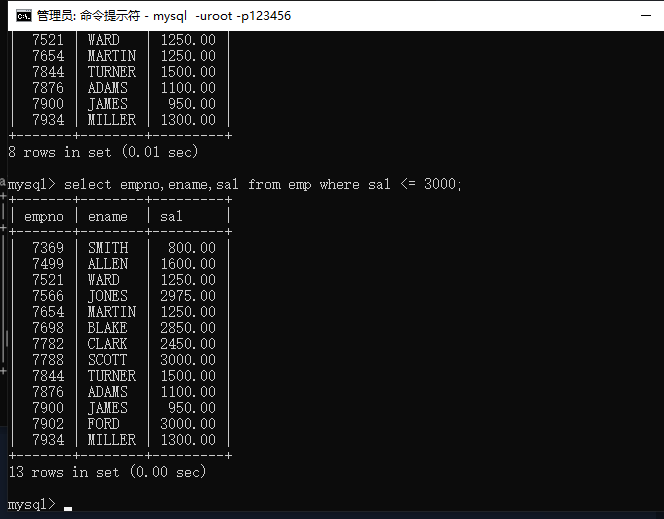 管理员: 命令提示符 - mysql  -uroot -p123456
|  7521 | WARD   | 1250.00 |
|  7654 | MARTIN | 1250.00 |
|  7844 | TURNER | 1500.00 |
|  7876 | ADAMS  | 1100.00 |
|  7900 | JAMES  |  950.00 |
|  7934 | MILLER | 1300.00 |
+-------+--------+---------+
8 rows in set (0.01 sec)
mysql> select empno,ename,sal from emp where sal <= 3000;
+-------+--------+---------+
| empno | ename  | sal     |
+-------+--------+---------+
|  7369 | SMITH  |  800.00 |
|  7499 | ALLEN  | 1600.00 |
|  7521 | WARD   | 1250.00 |
|  7566 | JONES  | 2975.00 |
|  7654 | MARTIN | 1250.00 |
|  7698 | BLAKE  | 2850.00 |
|  7782 | CLARK  | 2450.00 |
|  7788 | SCOTT  | 3000.00 |
|  7844 | TURNER | 1500.00 |
|  7876 | ADAMS  | 1100.00 |
|  7900 | JAMES  |  950.00 |
|  7902 | FORD   | 3000.00 |
|  7934 | MILLER | 1300.00 |
+-------+--------+---------+
13 rows in set (0.00 sec)
mysql>